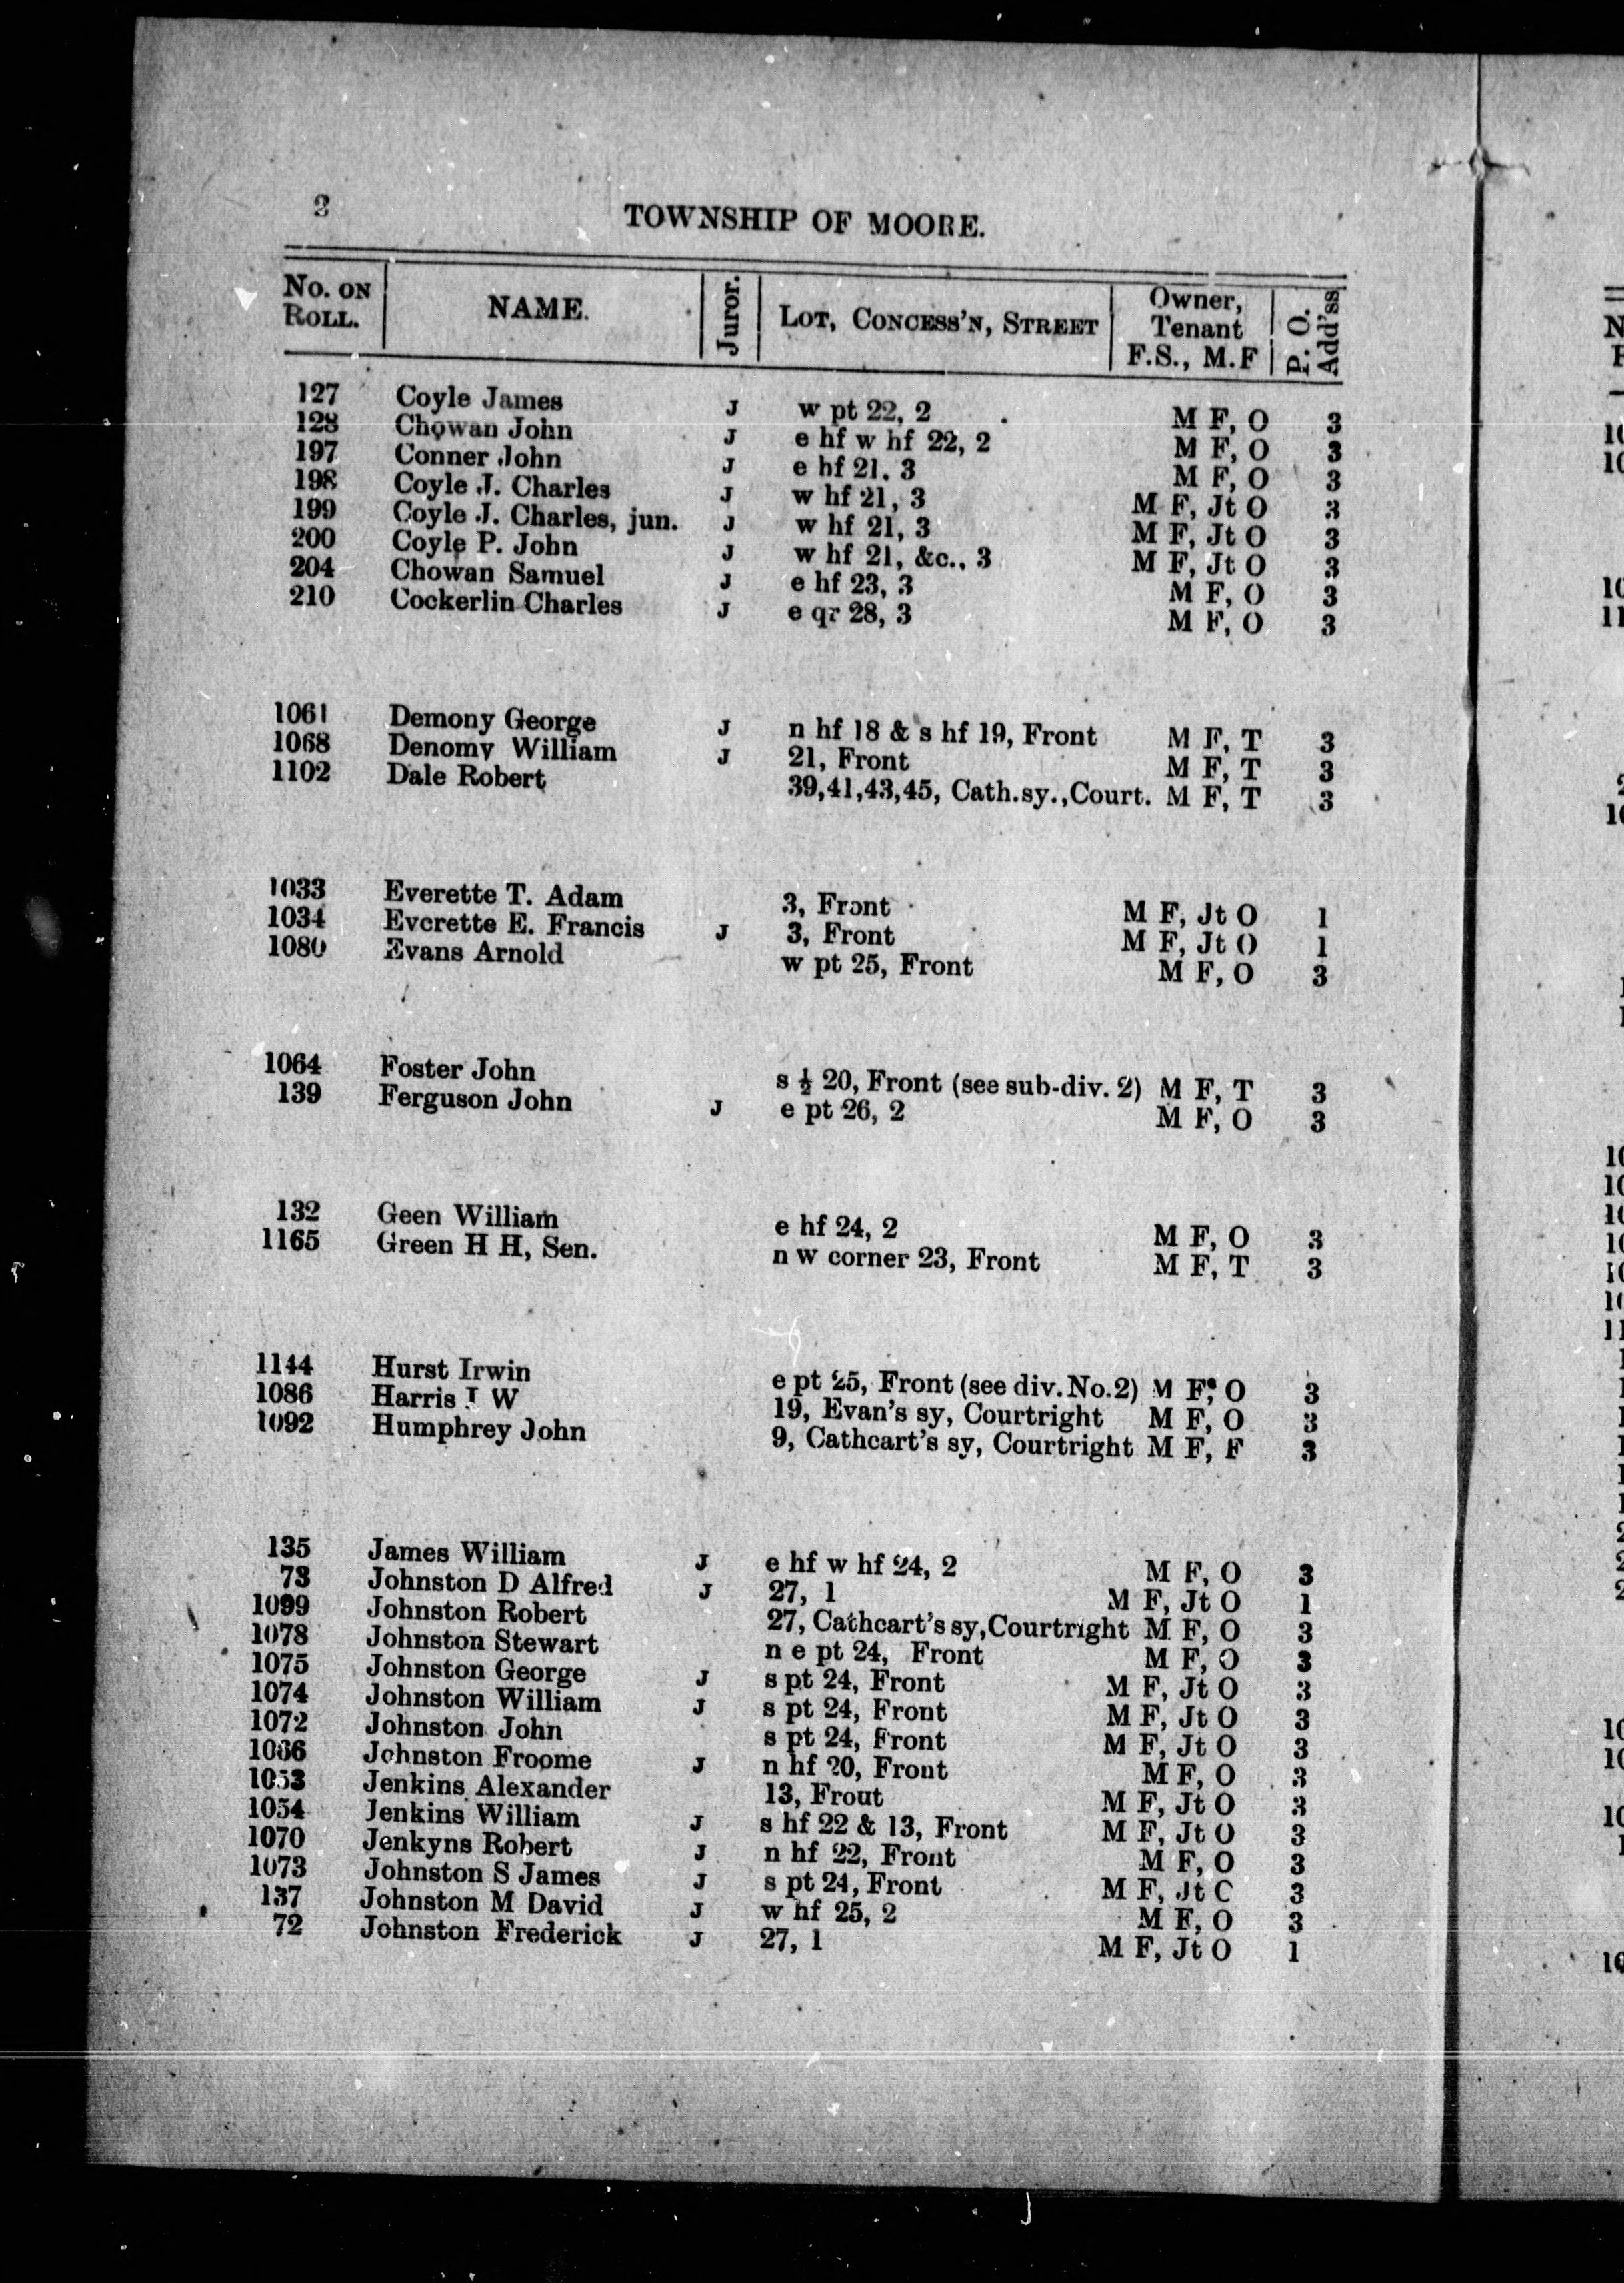 3 TOWNSHIP OF MOORE.
No. ON ROLL. NAME. Juror. LOT, CONCESS'N, STREET Owner, Tenant F.S., M.F P. O. Add'ss
127 Coyle James J w pt 22, 2 M F, O 3
128 Chowan John J e hf w hf 22, 2 M F, O 3
197 Conner John J e hf 21. 3 M F, O 3
198 Coyle J. Charles J w hf 21, 3 M F, Jt O 3
199 Coyle J. Charles, jun. J w hf 21, 3 M F, Jt O 3
200 Coyle P. John J w hf 21, &c., 3 M F, Jt O 3
204 Chowan Samuel J e hf 23, 3 M F, O 3
210 Cockerlin Charles J e qr 28, 3 M F, O 3
1061 Demony George J n hf 18 & s hf 19, Front M F, T 3
1068 Denomy William J 21, Front M F, T 3
1102 Dale Robert 39,41,43,45, Cath.sy.,Court. M F, T 3
1033 Everette T. Adam 3, Front M F, Jt O 1
1034 Everette E. Francis J 3, Front M F, Jt O 1
1080 Evans Arnold w pt 25, Front M F, O 3
1064 Foster John s ½ 20, Front (see sub-div. 2) M F, T 3
139 Ferguson John J e pt 26, 2 M F, O 3
132 Geen William e hf 24, 2 M F, O 3
1165 Green H H, Sen. n w corner 23, Front M F, T 3
1144 Hurst Irwin e pt 25, Front (see div. No.2) M F, O 3
1086 Harris J W 19, Evan's sy, Courtright M F, O 3
1092 Humphrey John 9, Cathcart's sy, Courtright M F, F 3
135 James William J e hf w hf 24, 2 M F, O 3
73 Johnston D Alfred J 27, 1 M F, Jt O 1
1099 Johnston Robert 27, Cathcart's sy, Courtright M F, O 3
1078 Johnston Stewart n e pt 24, Front M F, O 3
1075 Johnston George J s pt 24, Front M F, Jt O 3
1074 Johnston William J s pt 24, Front M F, Jt O 3
1072 Johnston John s pt 24, Front M F, Jt O 3
1066 Johnston Froome J n hf 20, Front M F, O 3
1053 Jenkins Alexander 13, Frout M F, Jt O 3
1054 Jenkins William J s hf 22 & 13, Front M F, Jt O 3
1070 Jenkyns Robert J n hf 22, Front M F, O 3
1073 Johnston S James J s pt 24, Front M F, Jt C 3
137 Johnston M David J w hf 25, 2 M F, O 3
72 Johnston Frederick J 27, 1 M F, Jt O 1